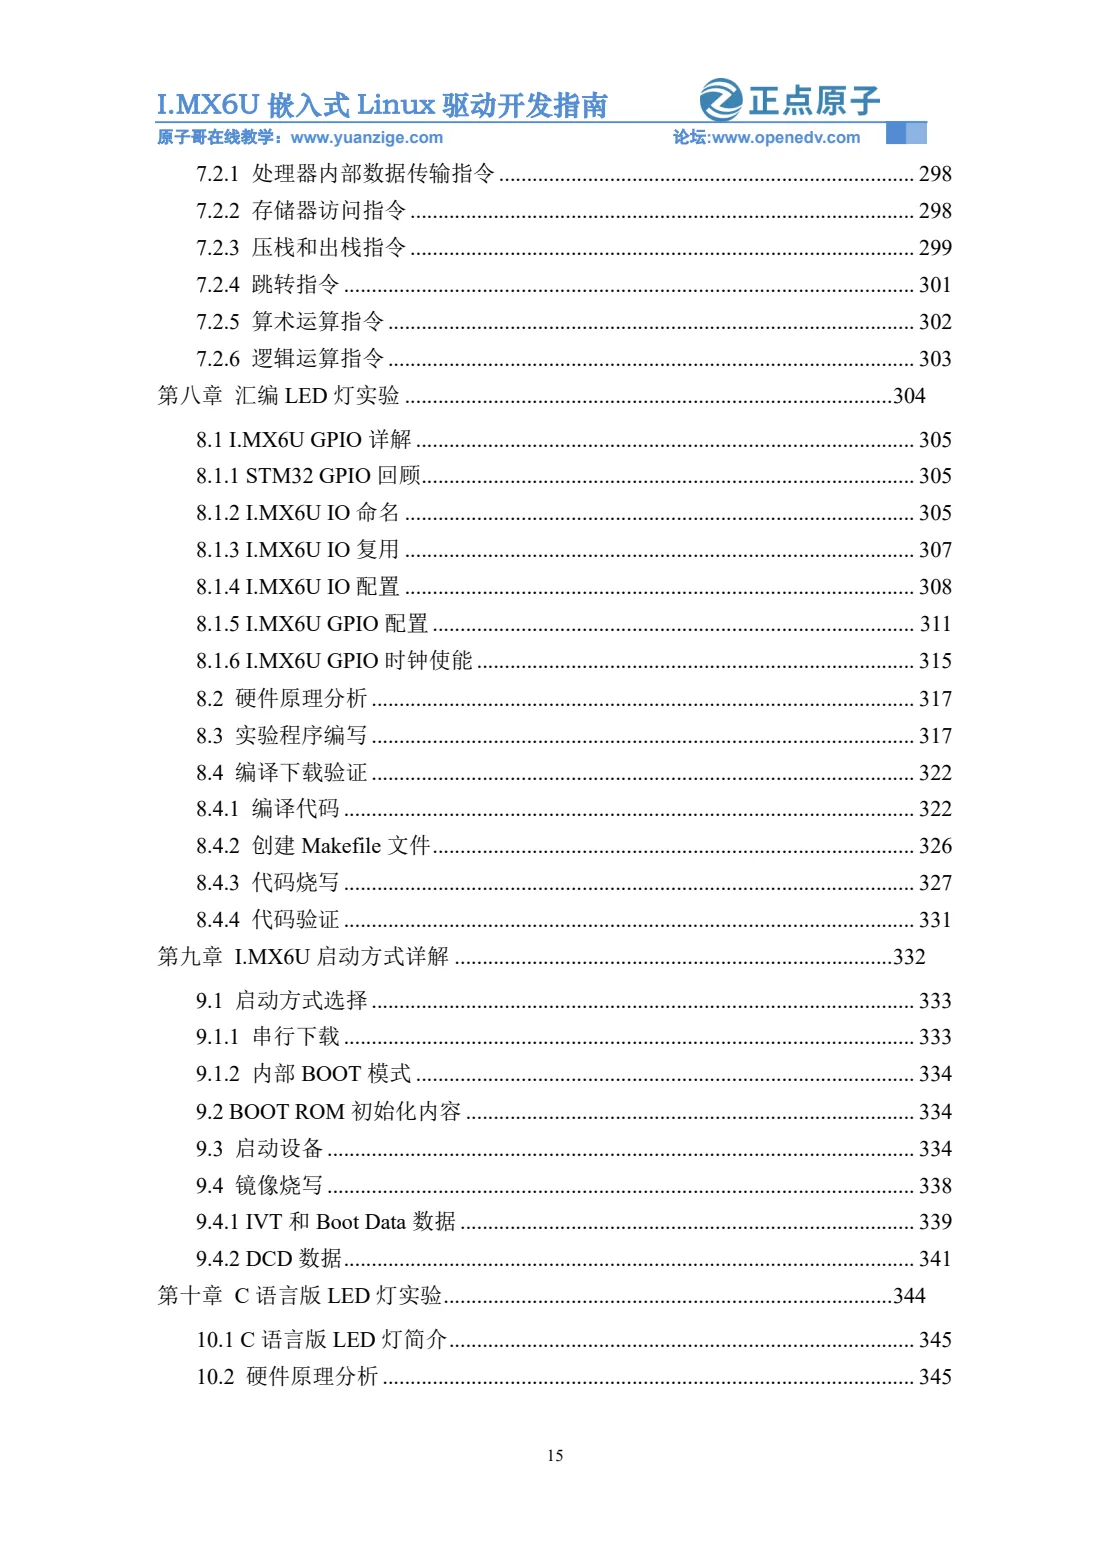 I.MX6U 嵌入式 Linux 驱动开发指南
正点原子
原子哥在线教学：www.yuanzige.com 论坛:www.openedv.com
7.2.1 处理器内部数据传输指令 ........ 298
7.2.2 存储器访问指令 ........ 298
7.2.3 压栈和出栈指令 ........ 299
7.2.4 跳转指令 ........ 301
7.2.5 算术运算指令 ........ 302
7.2.6 逻辑运算指令 ........ 303
第八章 汇编 LED 灯实验 ........ 304
8.1 I.MX6U GPIO 详解 ........ 305
8.1.1 STM32 GPIO 回顾 ........ 305
8.1.2 I.MX6U IO 命名 ........ 305
8.1.3 I.MX6U IO 复用 ........ 307
8.1.4 I.MX6U IO 配置 ........ 308
8.1.5 I.MX6U GPIO 配置 ........ 311
8.1.6 I.MX6U GPIO 时钟使能 ........ 315
8.2 硬件原理分析 ........ 317
8.3 实验程序编写 ........ 317
8.4 编译下载验证 ........ 322
8.4.1 编译代码 ........ 322
8.4.2 创建 Makefile 文件 ........ 326
8.4.3 代码烧写 ........ 327
8.4.4 代码验证 ........ 331
第九章 I.MX6U 启动方式详解 ........ 332
9.1 启动方式选择 ........ 333
9.1.1 串行下载 ........ 333
9.1.2 内部 BOOT 模式 ........ 334
9.2 BOOT ROM 初始化内容 ........ 334
9.3 启动设备 ........ 334
9.4 镜像烧写 ........ 338
9.4.1 IVT 和 Boot Data 数据 ........ 339
9.4.2 DCD 数据 ........ 341
第十章 C 语言版 LED 灯实验 ........ 344
10.1 C 语言版 LED 灯简介 ........ 345
10.2 硬件原理分析 ........ 345
15